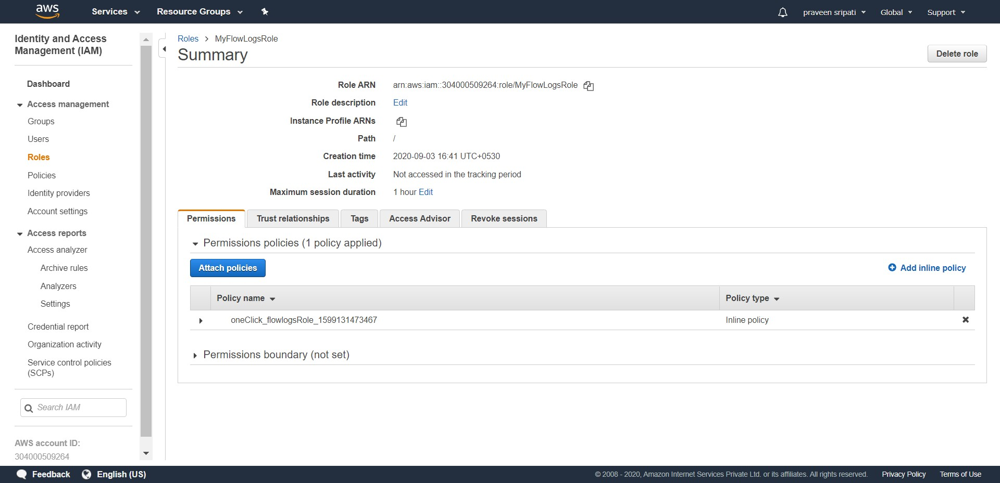 aws
Services
Resource Groups
praveen sripati
Global
Support
Identity and Access
Management (IAM)
Dashboard
Access management
Groups
Users
Roles
Policies
Identity providers
Account settings
Access reports
Access analyzer
Archive rules
Analyzers
Settings
Credential report
Organization activity
Service control policies
(SCPs)
Search IAM
AWS account ID:
304000509264
Roles > MyFlowLogsRole
Summary
Delete role
Role ARN arn:aws:iam::304000509264:role/MyFlowLogsRole
Role description Edit
Instance Profile ARNs
Path /
Creation time 2020-09-03 16:41 UTC+0530
Last activity Not accessed in the tracking period
Maximum session duration 1 hour Edit
Permissions
Trust relationships
Tags
Access Advisor
Revoke sessions
Permissions policies (1 policy applied)
Attach policies
Add inline policy
Policy name
Policy type
oneClick_flowlogsRole_1599131473467
Inline policy
Permissions boundary (not set)
Feedback
English (US)
© 2008 - 2020, Amazon Internet Services Private Ltd. or its affiliates. All rights reserved.
Privacy Policy
Terms of Use